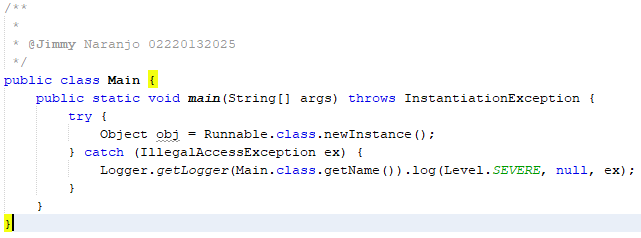 /**
 *
 * @Jimmy Naranjo 02220132025
 */
public class Main {
    public static void main(String[] args) throws InstantiationException {
        try {
            Object obj = Runnable.class.newInstance();
        } catch (IllegalAccessException ex) {
            Logger.getLogger(Main.class.getName()).log(Level.SEVERE, null, ex);
        }
    }
}